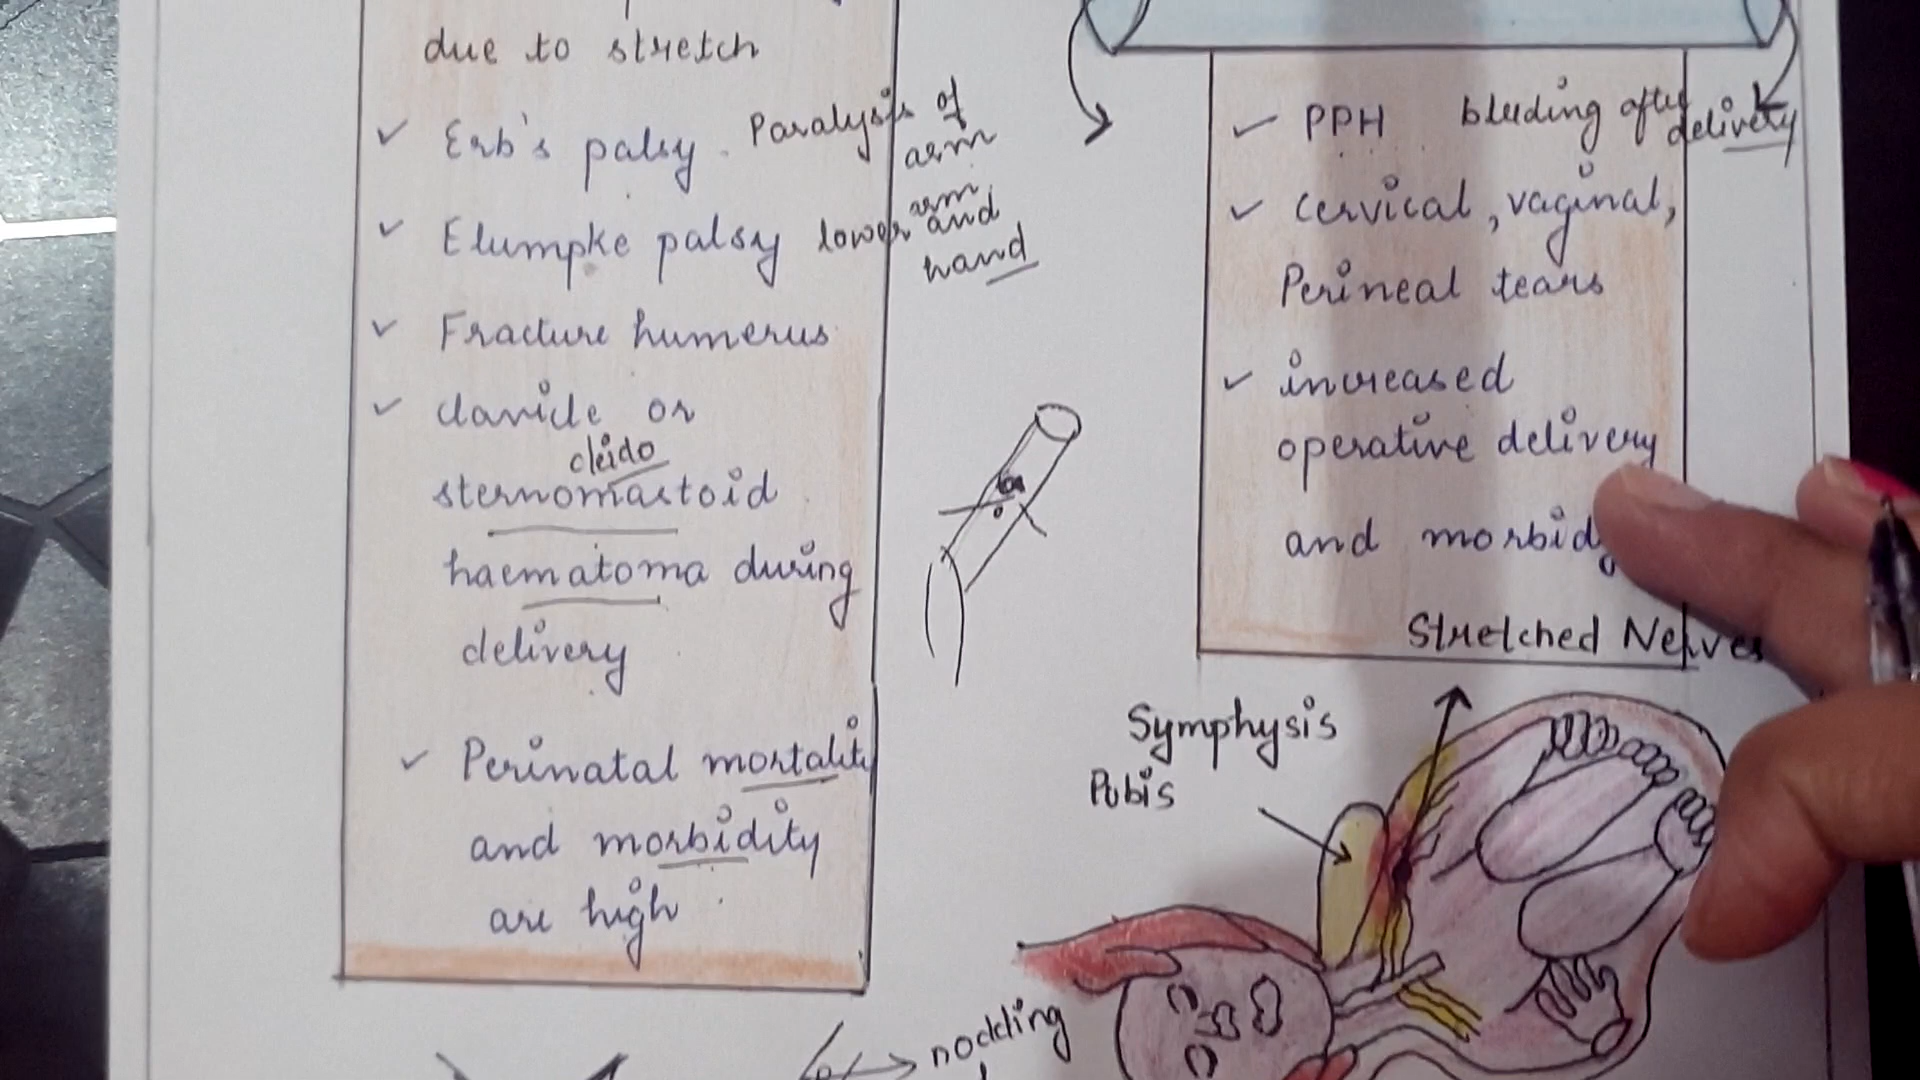 due to stretch
✓ Erb's palsy. Paralysis of
arm
✓ Elumpke palsy lower arm and
hand
✓ Fracture humerus
✓ clavicle or
cleido
sternomastoid
haematoma during
delivery
✓ Perinatal mortality
and morbidity
are high.
✓ PPH bleeding after
delivery
✓ cervical, vaginal,
Perineal tears
✓ increased
operative delivery
and
Stretched Nerves
Symphysis
Pubis
nodding